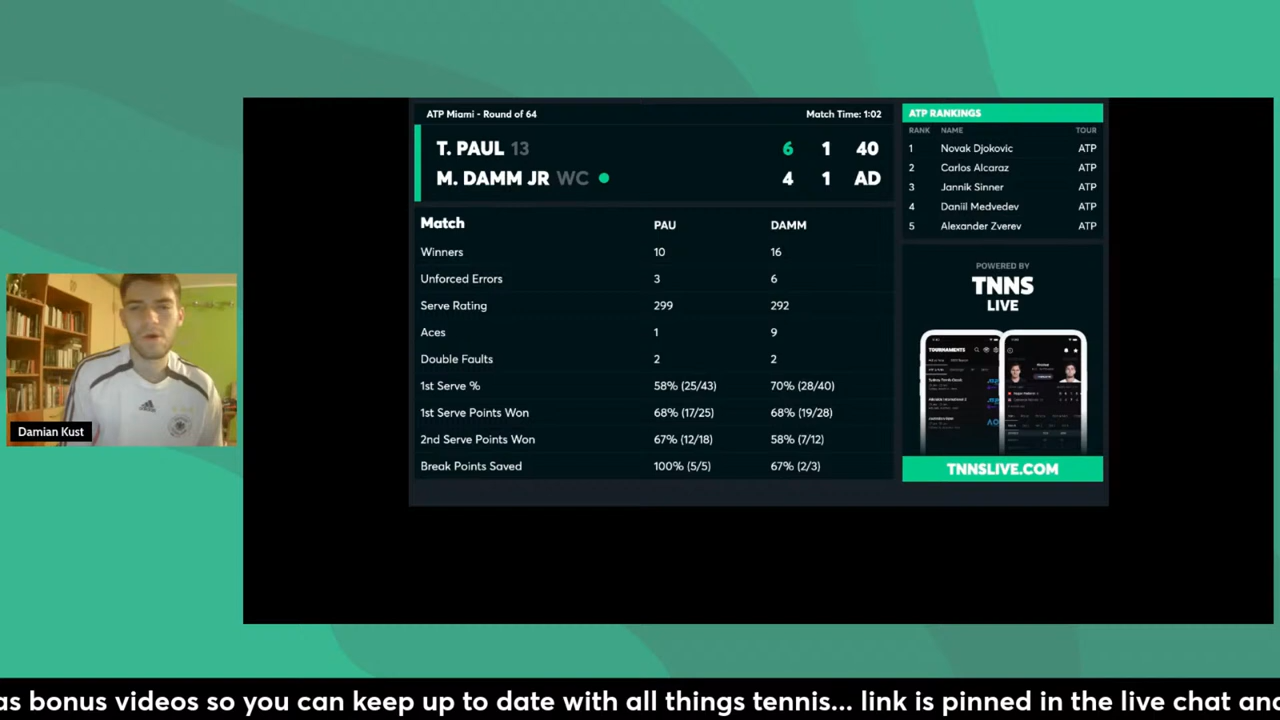 ATP Miami - Round of 64 Match Time: 1:02
T. PAUL 13 6 1 40
M. DAMM JR WC 4 1 AD
Match PAU DAMM
Winners 10 16
Unforced Errors 3 6
Serve Rating 299 292
Aces 1 9
Double Faults 2 2
1st Serve % 58% (25/43) 70% (28/40)
1st Serve Points Won 68% (17/25) 68% (19/28)
2nd Serve Points Won 67% (12/18) 58% (7/12)
Break Points Saved 100% (5/5) 67% (2/3)
ATP RANKINGS
RANK NAME TOUR
1 Novak Djokovic ATP
2 Carlos Alcaraz ATP
3 Jannik Sinner ATP
4 Daniil Medvedev ATP
5 Alexander Zverev ATP
POWERED BY
TNNS
LIVE
TOURNAMENTS
TNNSLIVE.COM
adidas
Damian Kust
as bonus videos so you can keep up to date with all things tennis... link is pinned in the live chat and